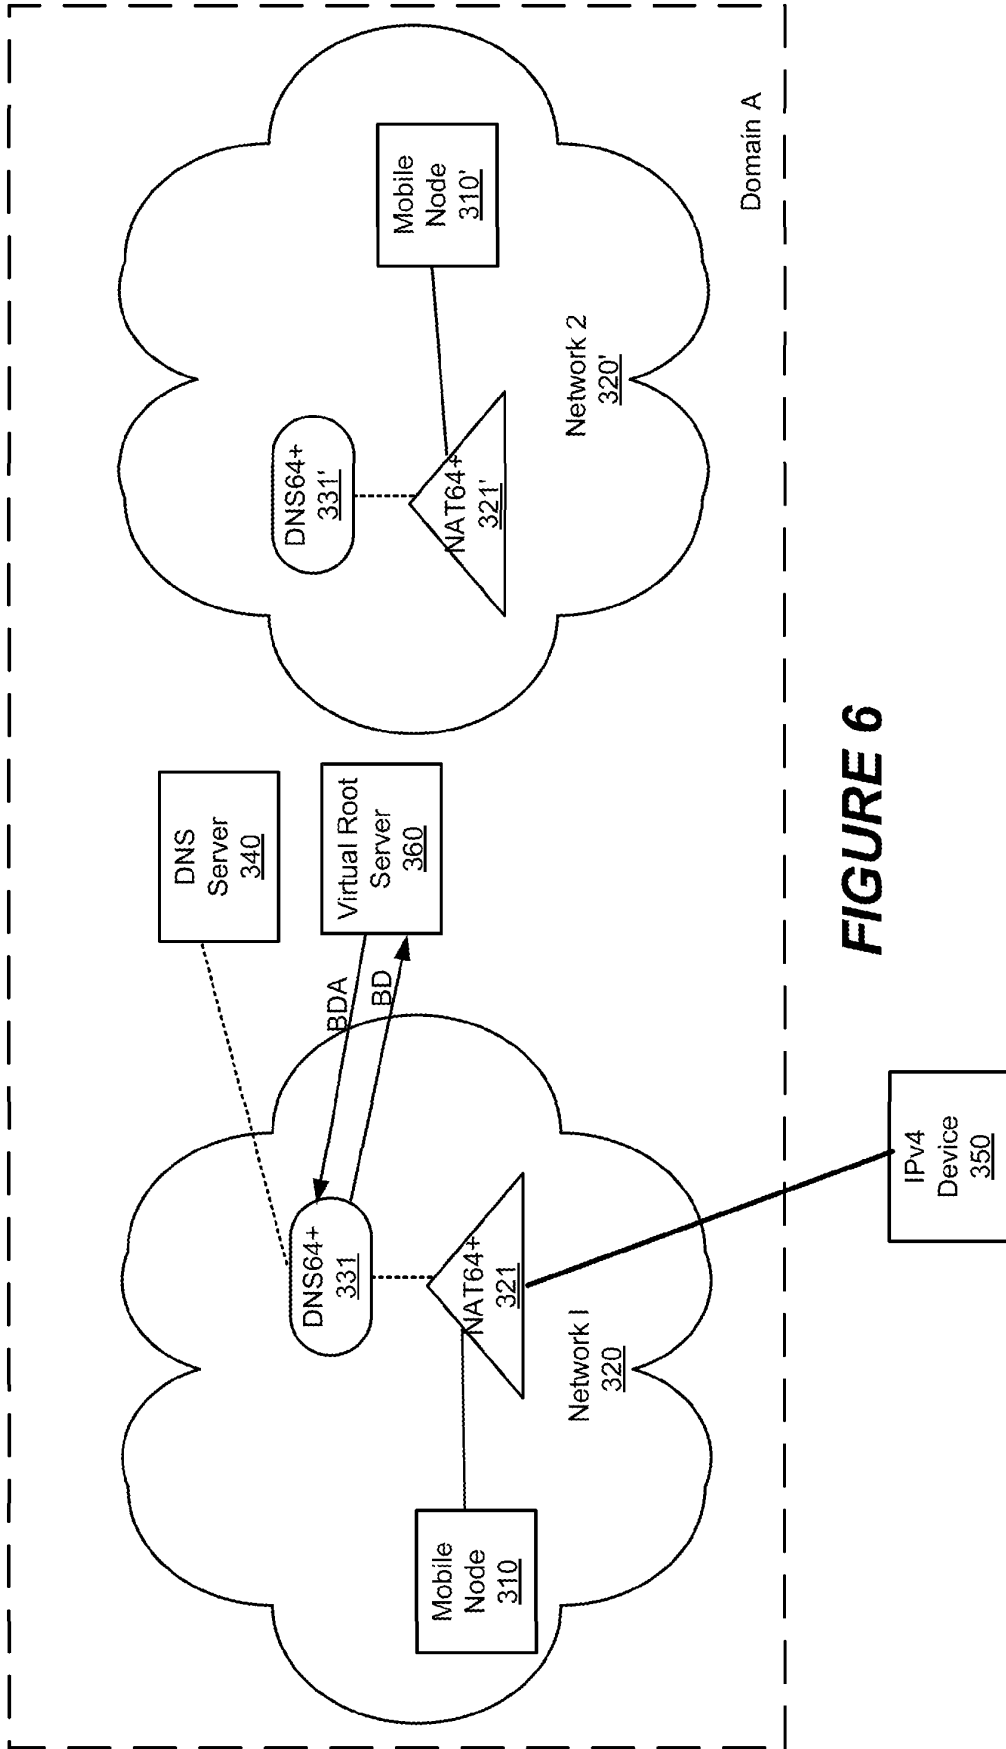 DNS
Server
340
Virtual Root
Server
360
BDA
BD
DNS64+
331
NAT64+
321
Mobile
Node
310
Network I
320
DNS64+
331'
NAT64+
321'
Mobile
Node
310'
Network 2
320'
Domain A
IPv4
Device
350
FIGURE 6